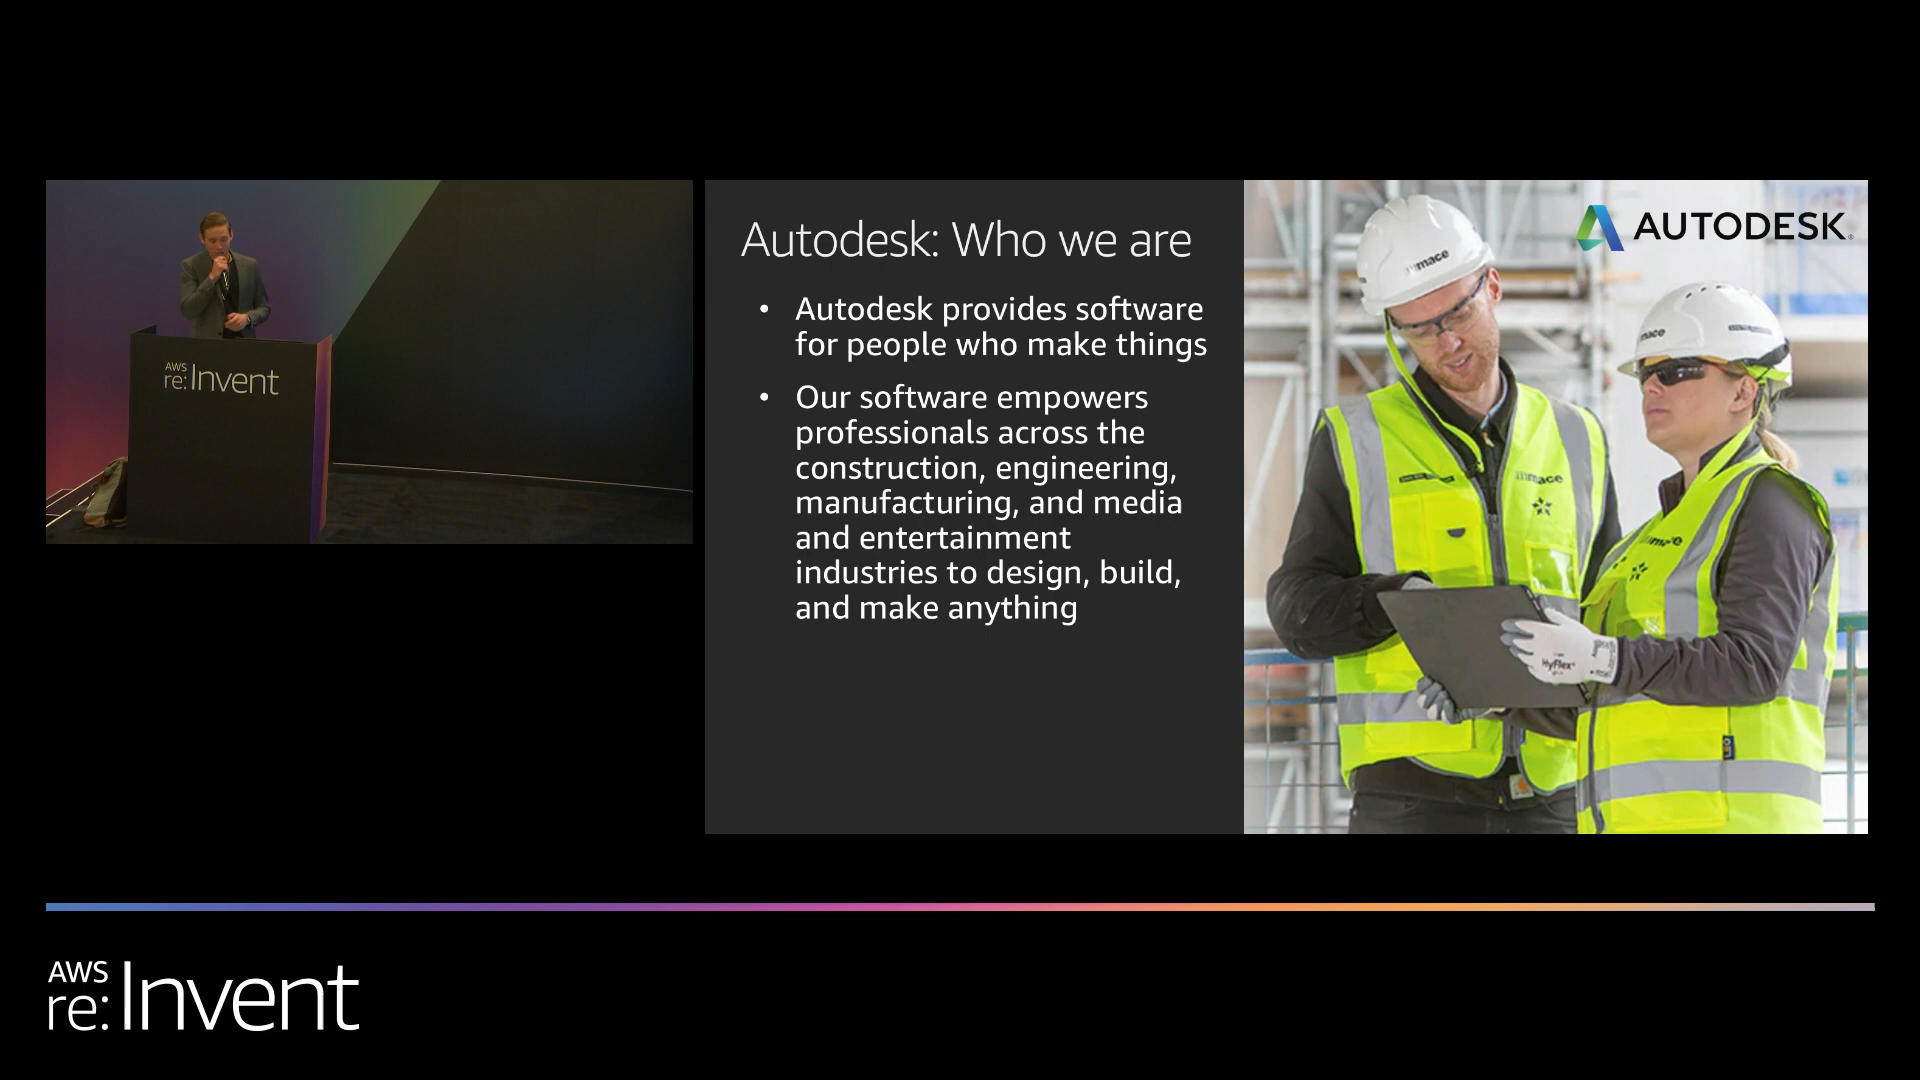 AWS
re:Invent
Autodesk: Who we are
• Autodesk provides software
for people who make things
• Our software empowers
professionals across the
construction, engineering,
manufacturing, and media
and entertainment
industries to design, build,
and make anything
AUTODESK
mace
mace
mace
mace
HyFlex
AWS
re:Invent